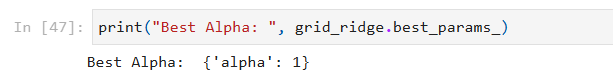 In [47]: print("Best Alpha: ", grid_ridge.best_params_)
Best Alpha:  {'alpha': 1}